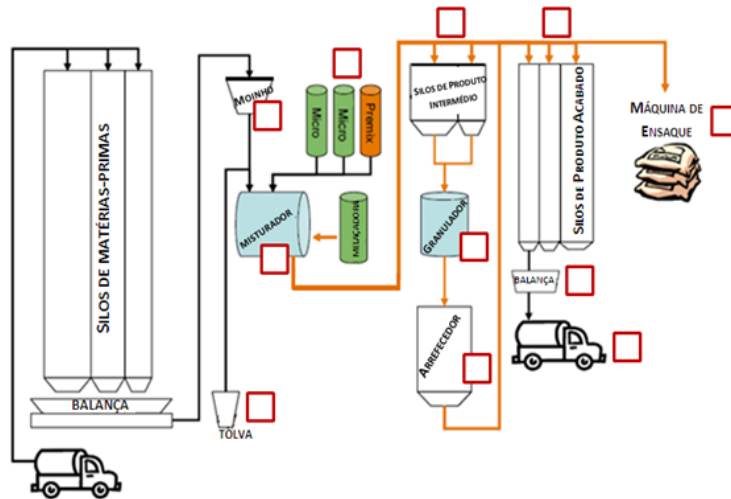 SILOS DE MATÉRIAS-PRIMAS
BALANÇA
MOINHO
TOLVA
Micro
Micro
Premix
MISTURADOR
MELAÇADORA
SILOS DE PRODUTO
INTERMÉDIO
GRANULADOR
ARREFECEDOR
SILOS DE PRODUTO ACABADO
BALANÇA
MÁQUINA DE
ENSAQUE